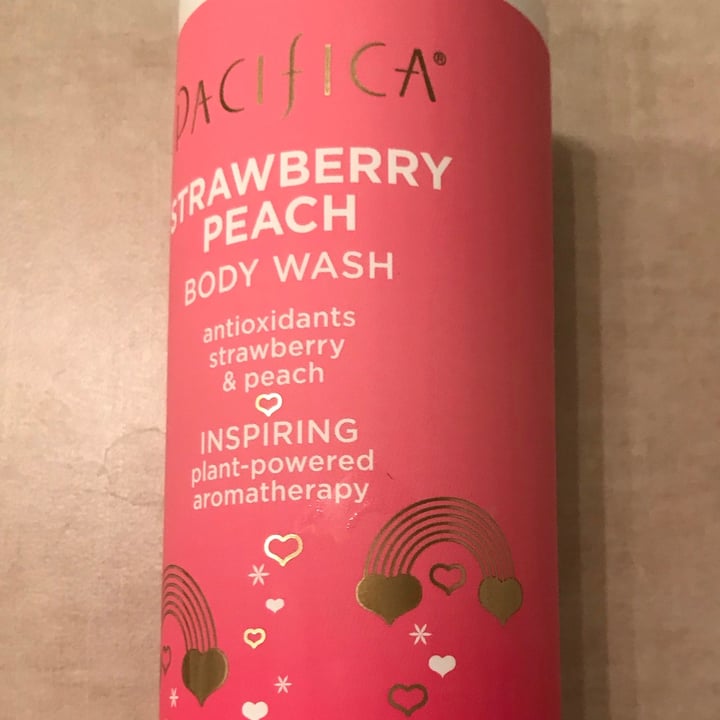 PACIFICA®
STRAWBERRY
PEACH
BODY WASH
antioxidants
strawberry
& peach
INSPIRING
plant-powered
aromatherapy